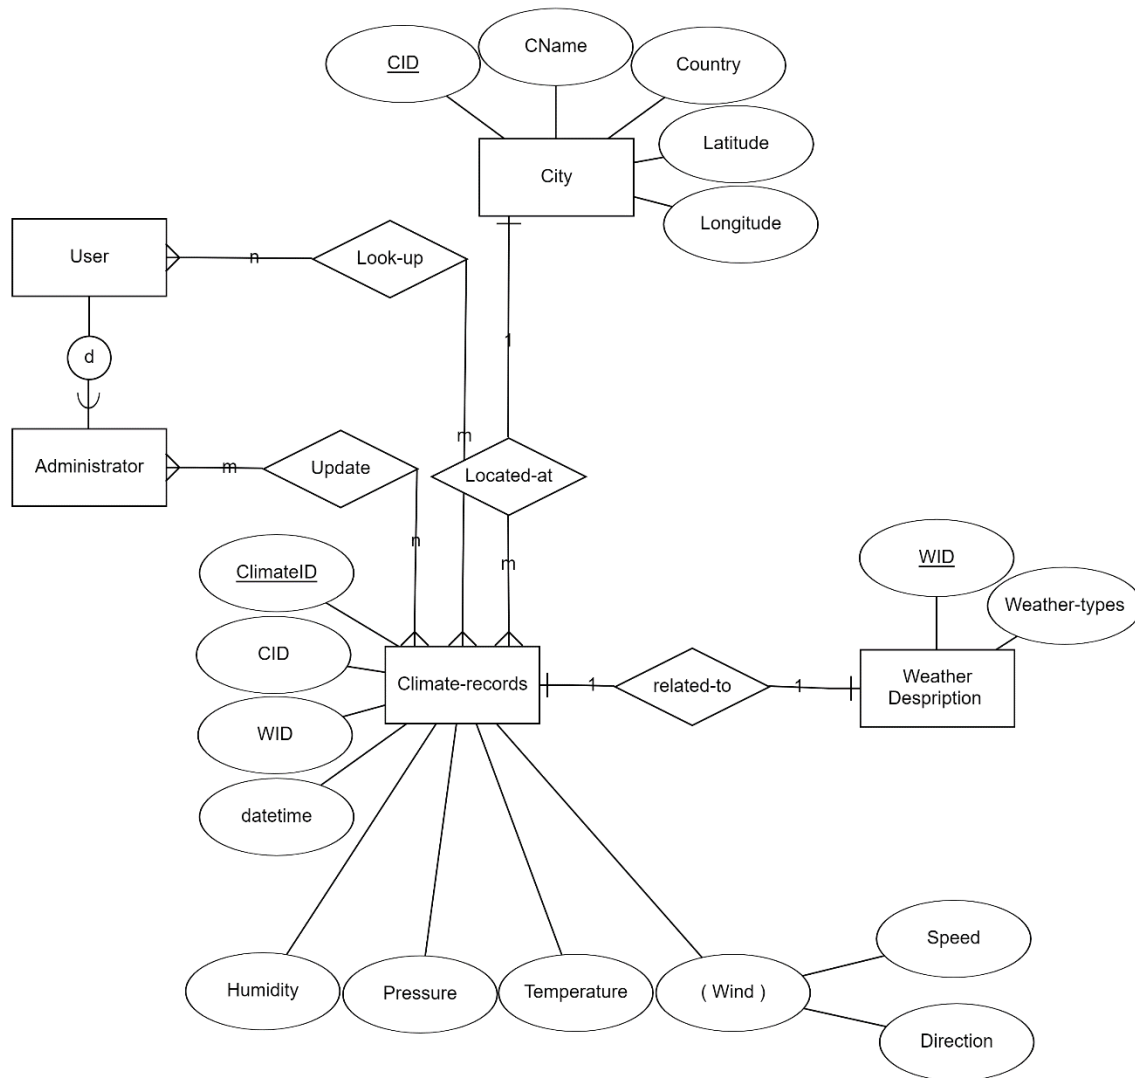 CName
CID
Country
Latitude
City
Longitude
User
n
Look-up
1
d
m
Administrator
m
Update
Located-at
n
m
ClimateID
WID
Weather-types
CID
Climate-records
1
related-to
1
Weather
Despription
WID
datetime
Humidity
Pressure
Temperature
( Wind )
Speed
Direction